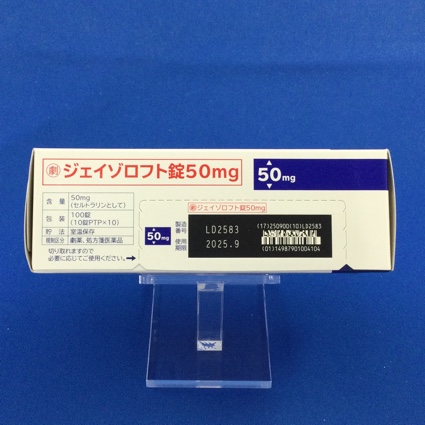 劇 ジェイゾロフト錠50mg
50mg
含量 50mg
(セルトラリンとして)
包装 100錠
(10錠PTP×10)
貯法 室温保存
規制区分 劇薬、処方箋医薬品
切り取れますので
必要に応じてご使用ください。→
劇ジェイゾロフト錠50mg
50mg
製造番号 LD2583
使用期限 2025.9
(17)250900(10)LD2583
(01)14987901004104